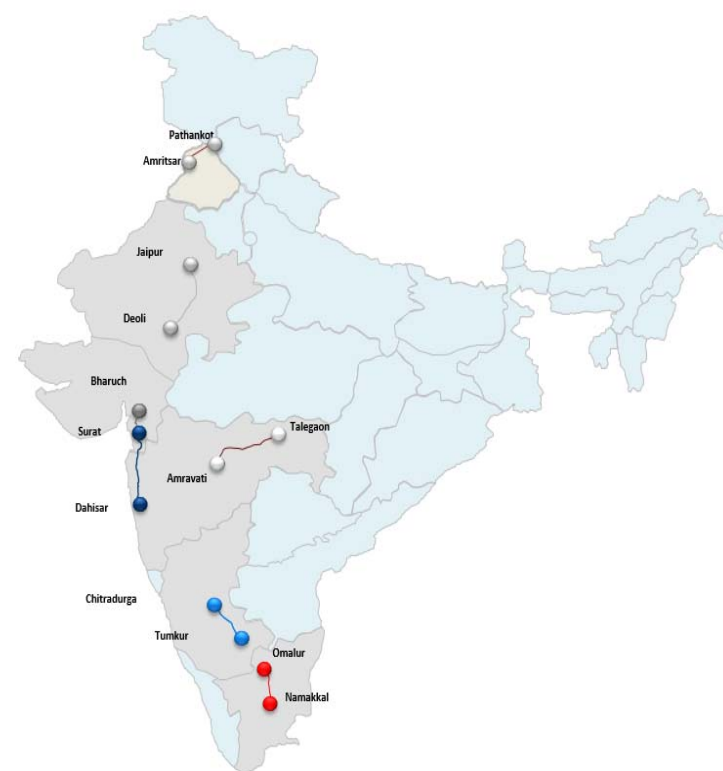 Pathankot
Amritsar
Jaipur
Deoli
Bharuch
Surat
Talegaon
Amravati
Dahisar
Chitradurga
Tumkur
Omalur
Namakkal